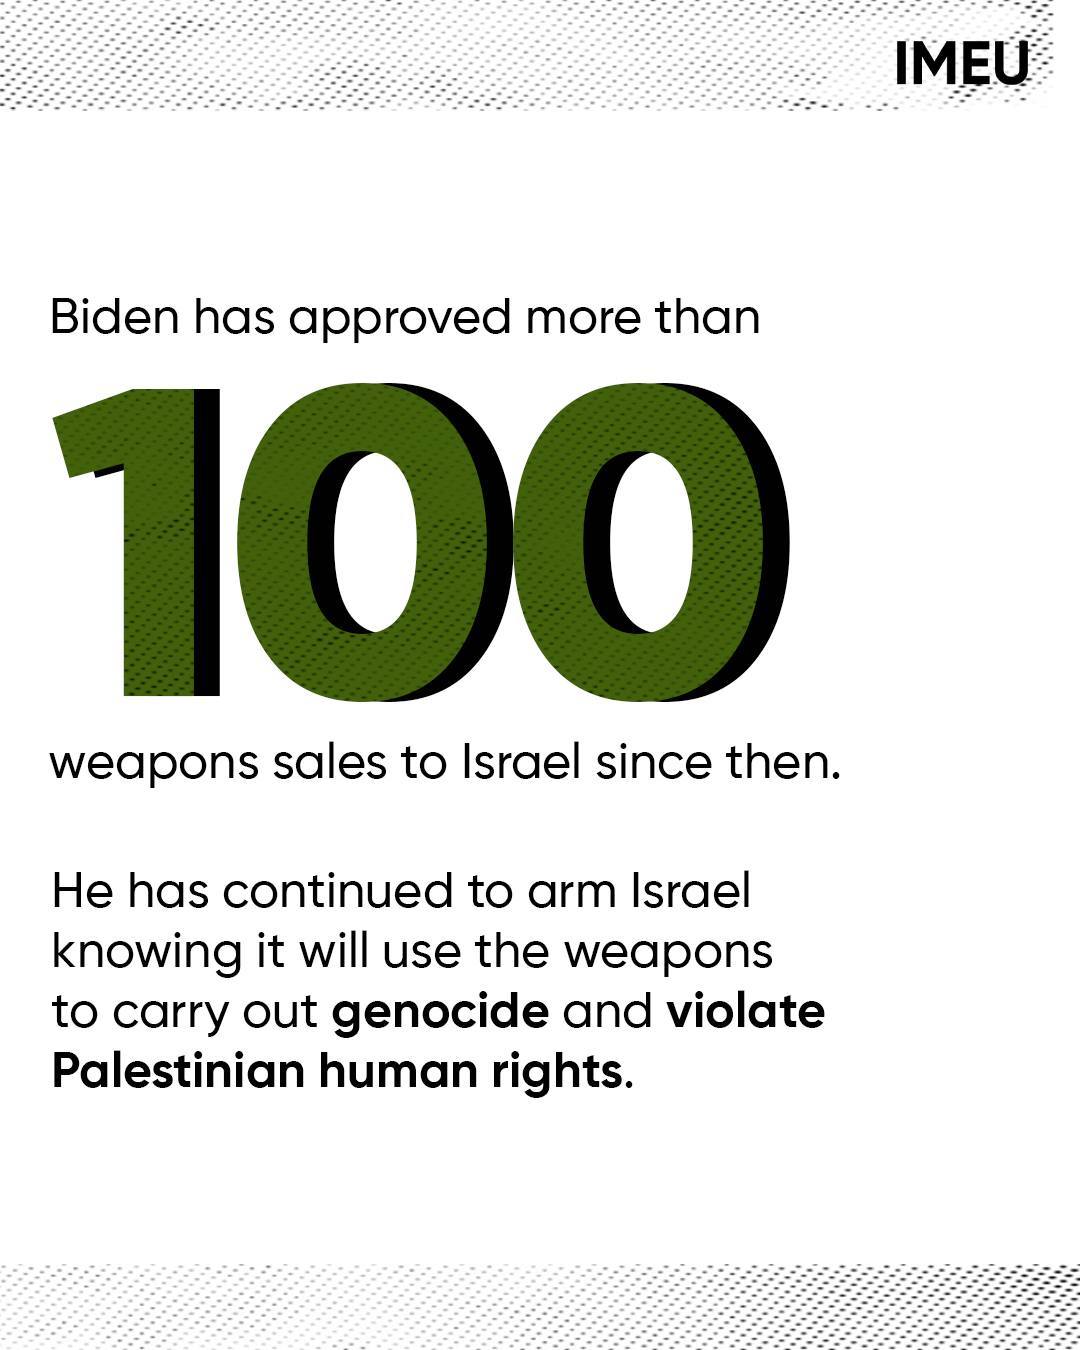 IMEU
Biden has approved more than
100
weapons sales to Israel since then.
He has continued to arm Israel
knowing it will use the weapons
to carry out genocide and violate
Palestinian human rights.